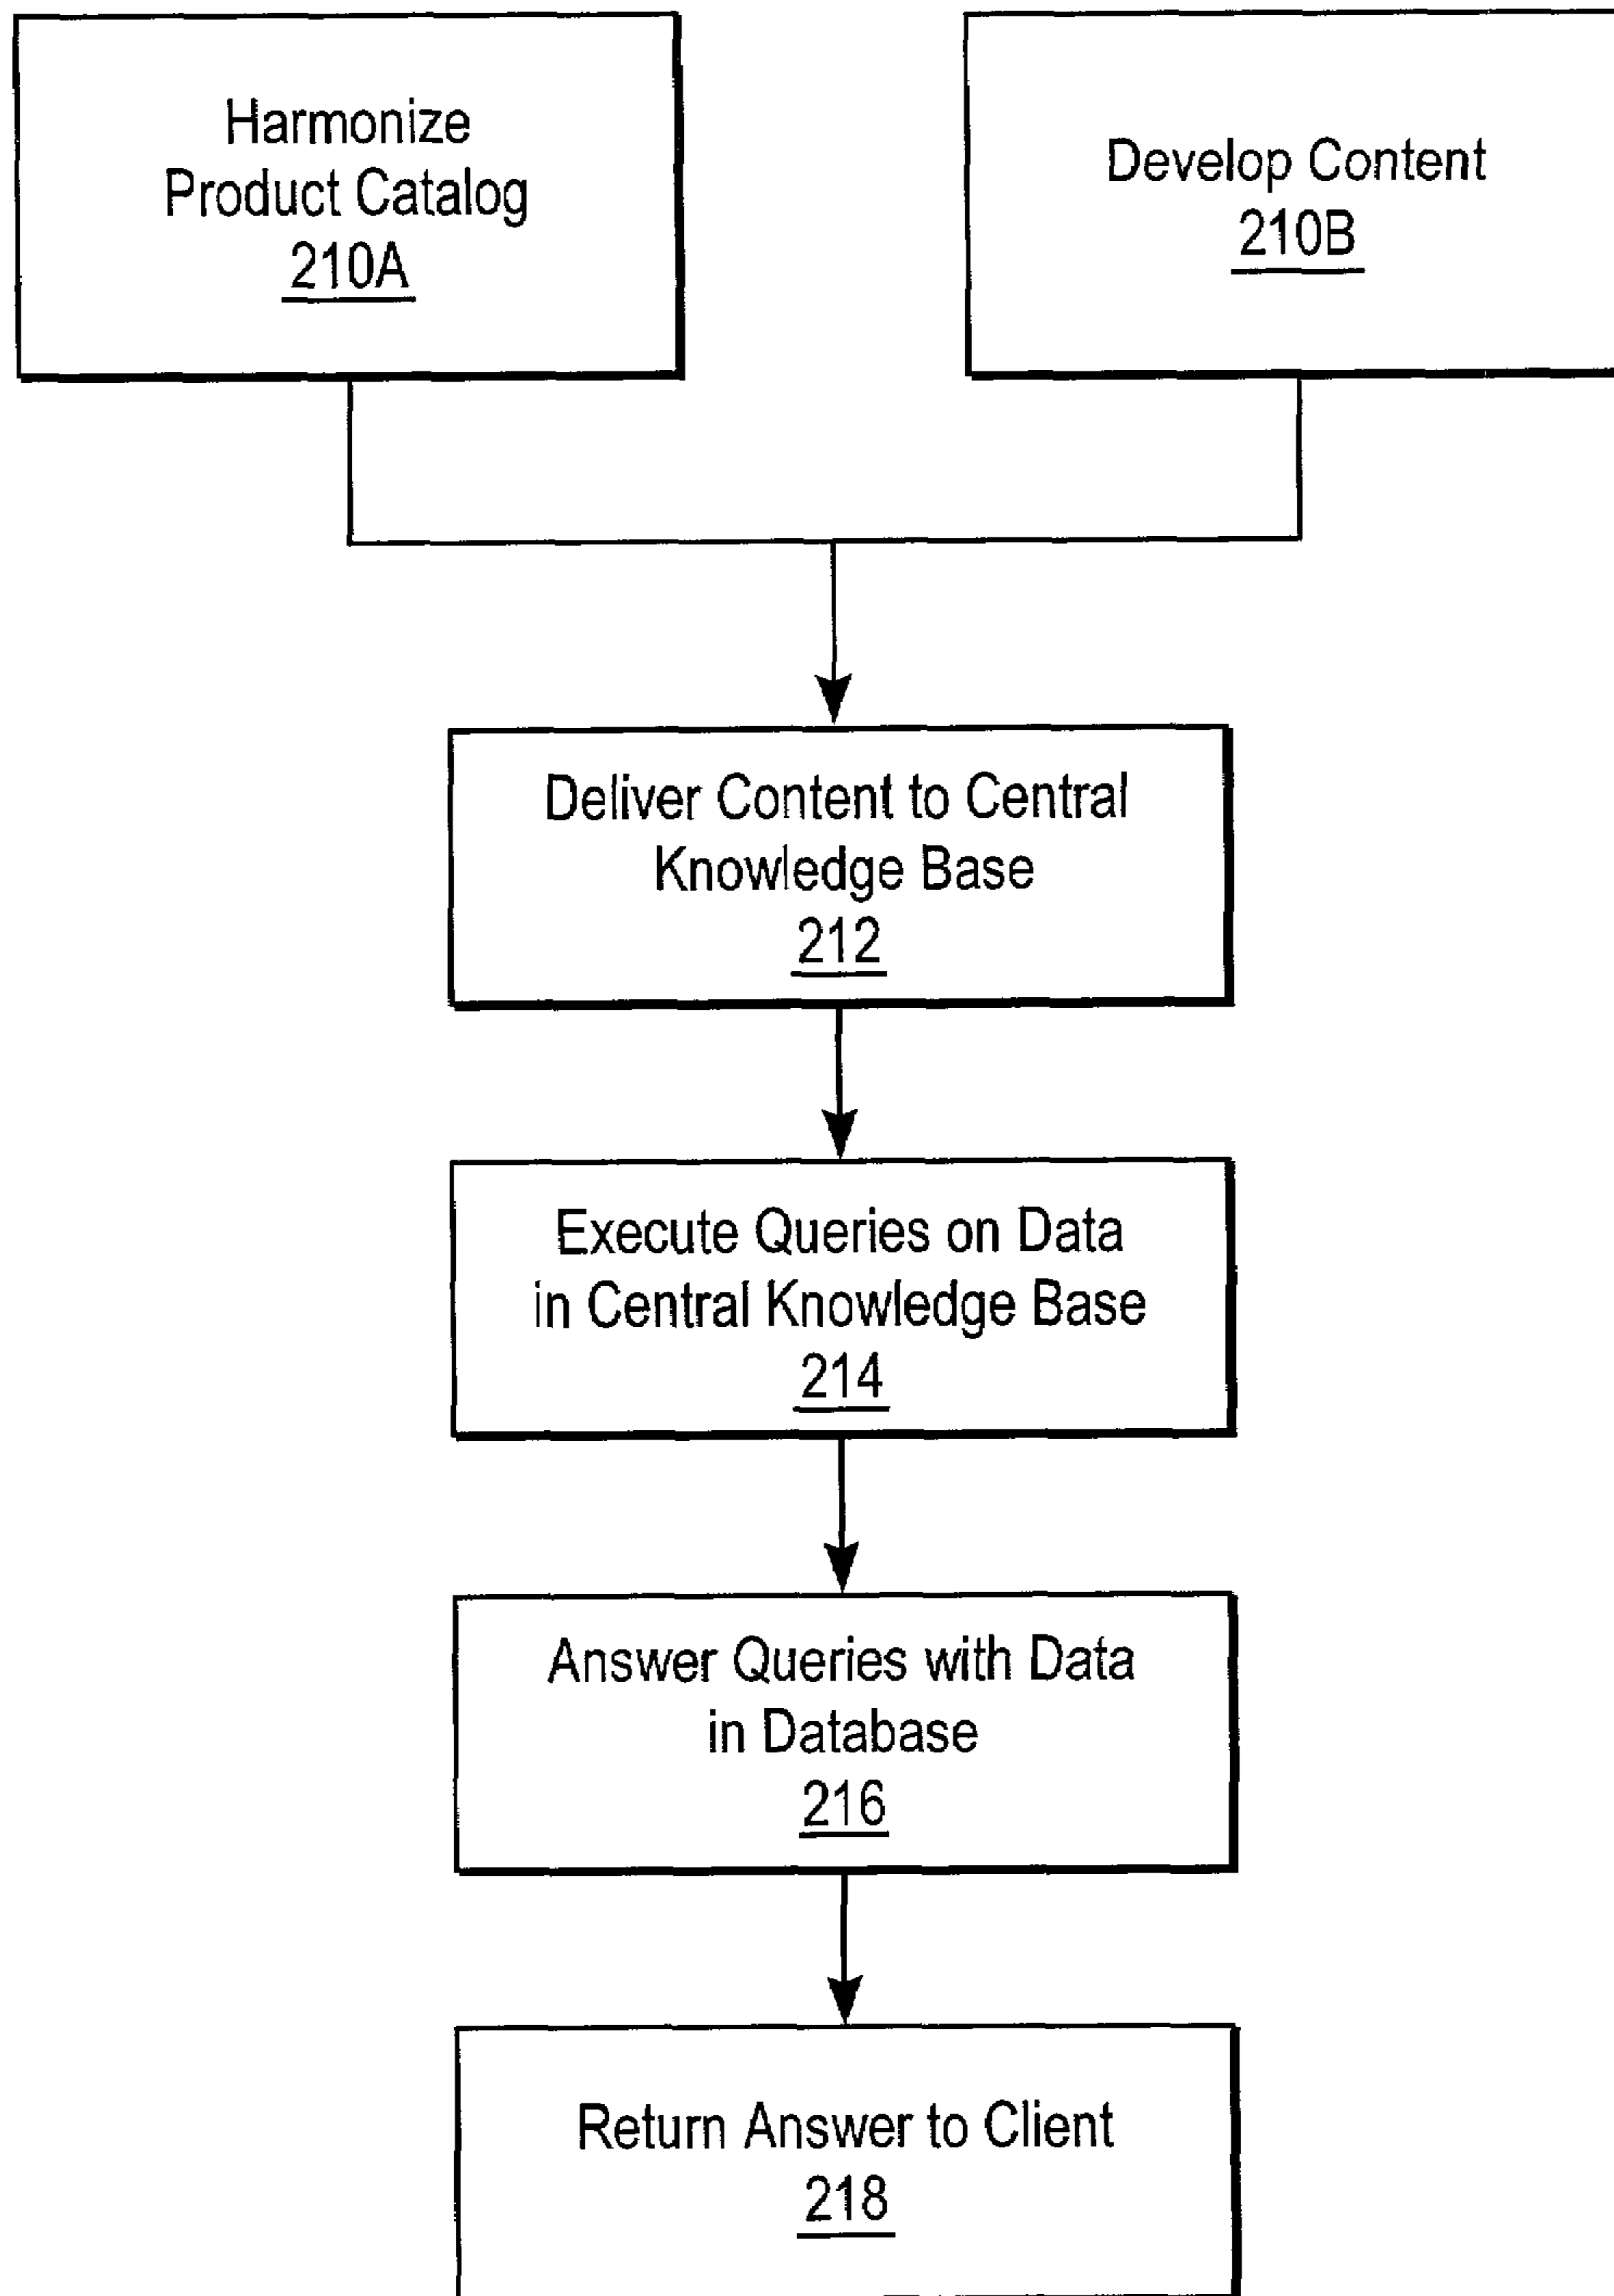 Harmonize
Product Catalog
210A
Develop Content
210B
Deliver Content to Central
Knowledge Base
212
Execute Queries on Data
in Central Knowledge Base
214
Answer Queries with Data
in Database
216
Return Answer to Client
218